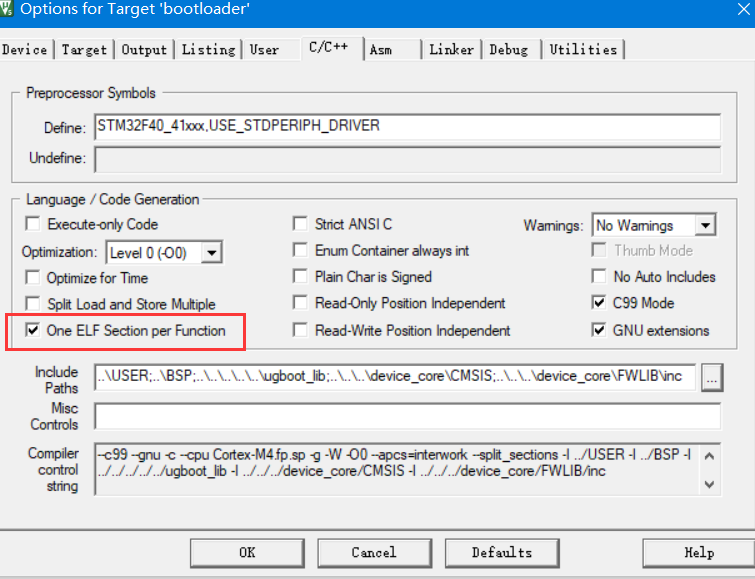 Options for Target 'bootloader'
Device Target Output Listing User C/C++ Asm Linker Debug Utilities
Preprocessor Symbols
Define: STM32F40_41xxx,USE_STDPERIPH_DRIVER
Undefine:
Language / Code Generation
Execute-only Code Strict ANSI C Warnings: No Warnings
Optimization: Level 0 (-O0) Enum Container always int Thumb Mode
Optimize for Time Plain Char is Signed No Auto Includes
Split Load and Store Multiple Read-Only Position Independent C99 Mode
One ELF Section per Function Read-Write Position Independent GNU extensions
Include Paths ..\USER;..\BSP;..\..\..\..\..\ugboot_lib;..\..\..\device_core\CMSIS;..\..\..\device_core\FWLIB\inc ...
Misc Controls
Compiler control string --c99 --gnu -c --cpu Cortex-M4.fp.sp -g -W -O0 --apcs=interwork --split_sections -I ../USER -I ../BSP -I
../../../../../ugboot_lib -I ../../../device_core/CMSIS -I ../../../device_core/FWLIB/inc
OK Cancel Defaults Help